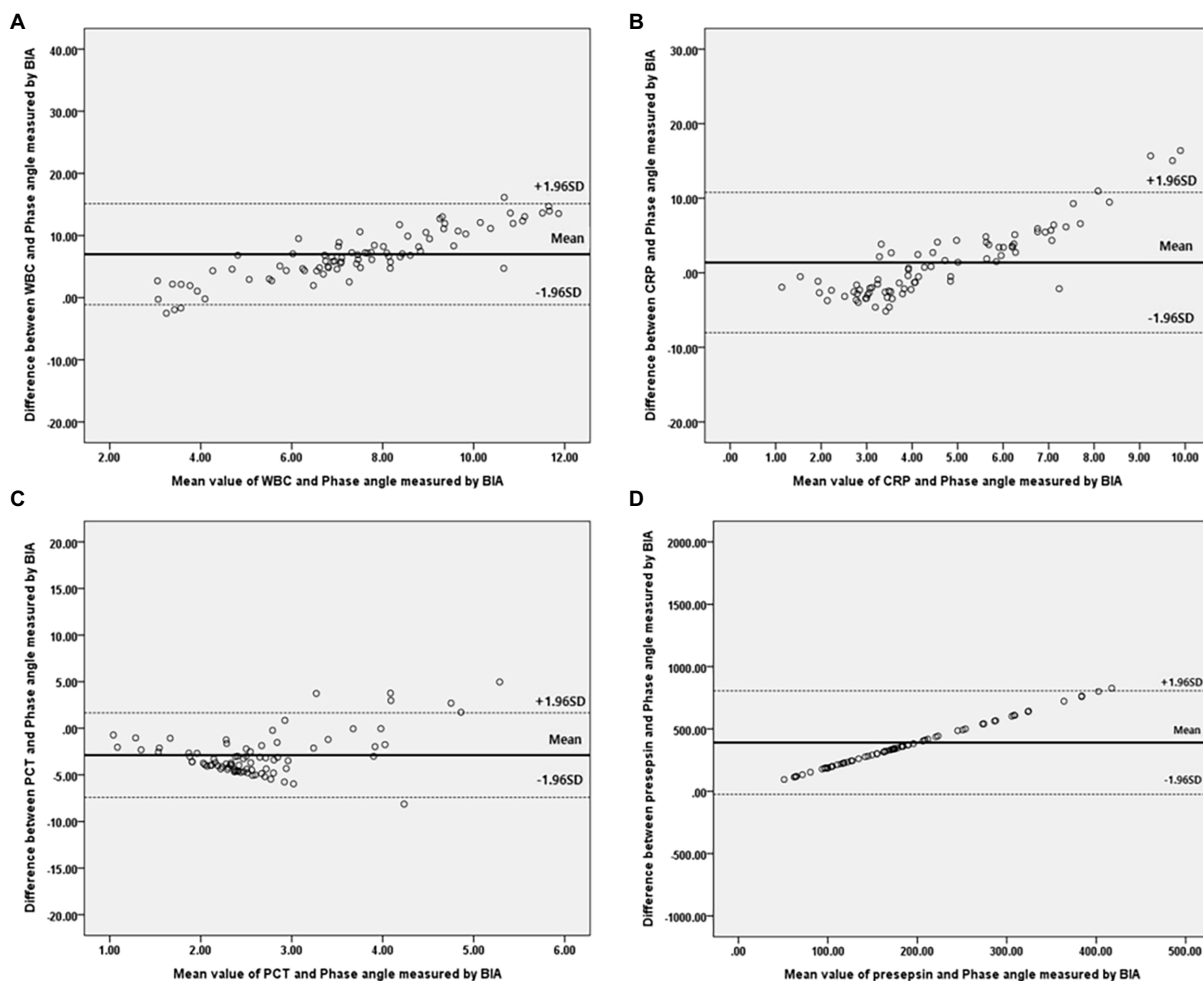 A
Difference between WBC and Phase angle measured by BIA
40.00
30.00
20.00
10.00
.00
-10.00
-20.00
+1.96SD
Mean
-1.96SD
2.00 4.00 6.00 8.00 10.00 12.00
Mean value of WBC and Phase angle measured by BIA
B
Difference between CRP and Phase angle measured by BIA
30.00
20.00
10.00
.00
-10.00
-20.00
+1.96SD
Mean
-1.96SD
.00 1.00 2.00 3.00 4.00 5.00 6.00 7.00 8.00 9.00 10.00
Mean value of CRP and Phase angle measured by BIA
C
Difference between PCT and Phase angle measured by BIA
20.00
15.00
10.00
5.00
.00
-5.00
-10.00
-15.00
-20.00
+1.96SD
Mean
-1.96SD
1.00 2.00 3.00 4.00 5.00 6.00
Mean value of PCT and Phase angle measured by BIA
D
Difference between presepsin and Phase angle measured by BIA
2000.00
1500.00
1000.00
500.00
.00
-500.00
-1000.00
+1.96SD
Mean
-1.96SD
.00 100.00 200.00 300.00 400.00 500.00
Mean value of presepsin and Phase angle measured by BIA